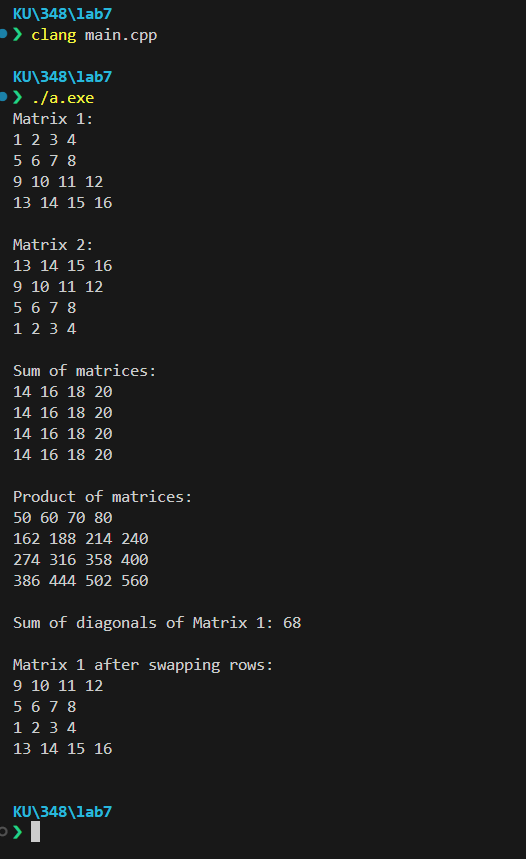 KU\348\lab7
❯ clang main.cpp
KU\348\lab7
❯ ./a.exe
Matrix 1:
1 2 3 4
5 6 7 8
9 10 11 12
13 14 15 16
Matrix 2:
13 14 15 16
9 10 11 12
5 6 7 8
1 2 3 4
Sum of matrices:
14 16 18 20
14 16 18 20
14 16 18 20
14 16 18 20
Product of matrices:
50 60 70 80
162 188 214 240
274 316 358 400
386 444 502 560
Sum of diagonals of Matrix 1: 68
Matrix 1 after swapping rows:
9 10 11 12
5 6 7 8
1 2 3 4
13 14 15 16
KU\348\lab7
❯